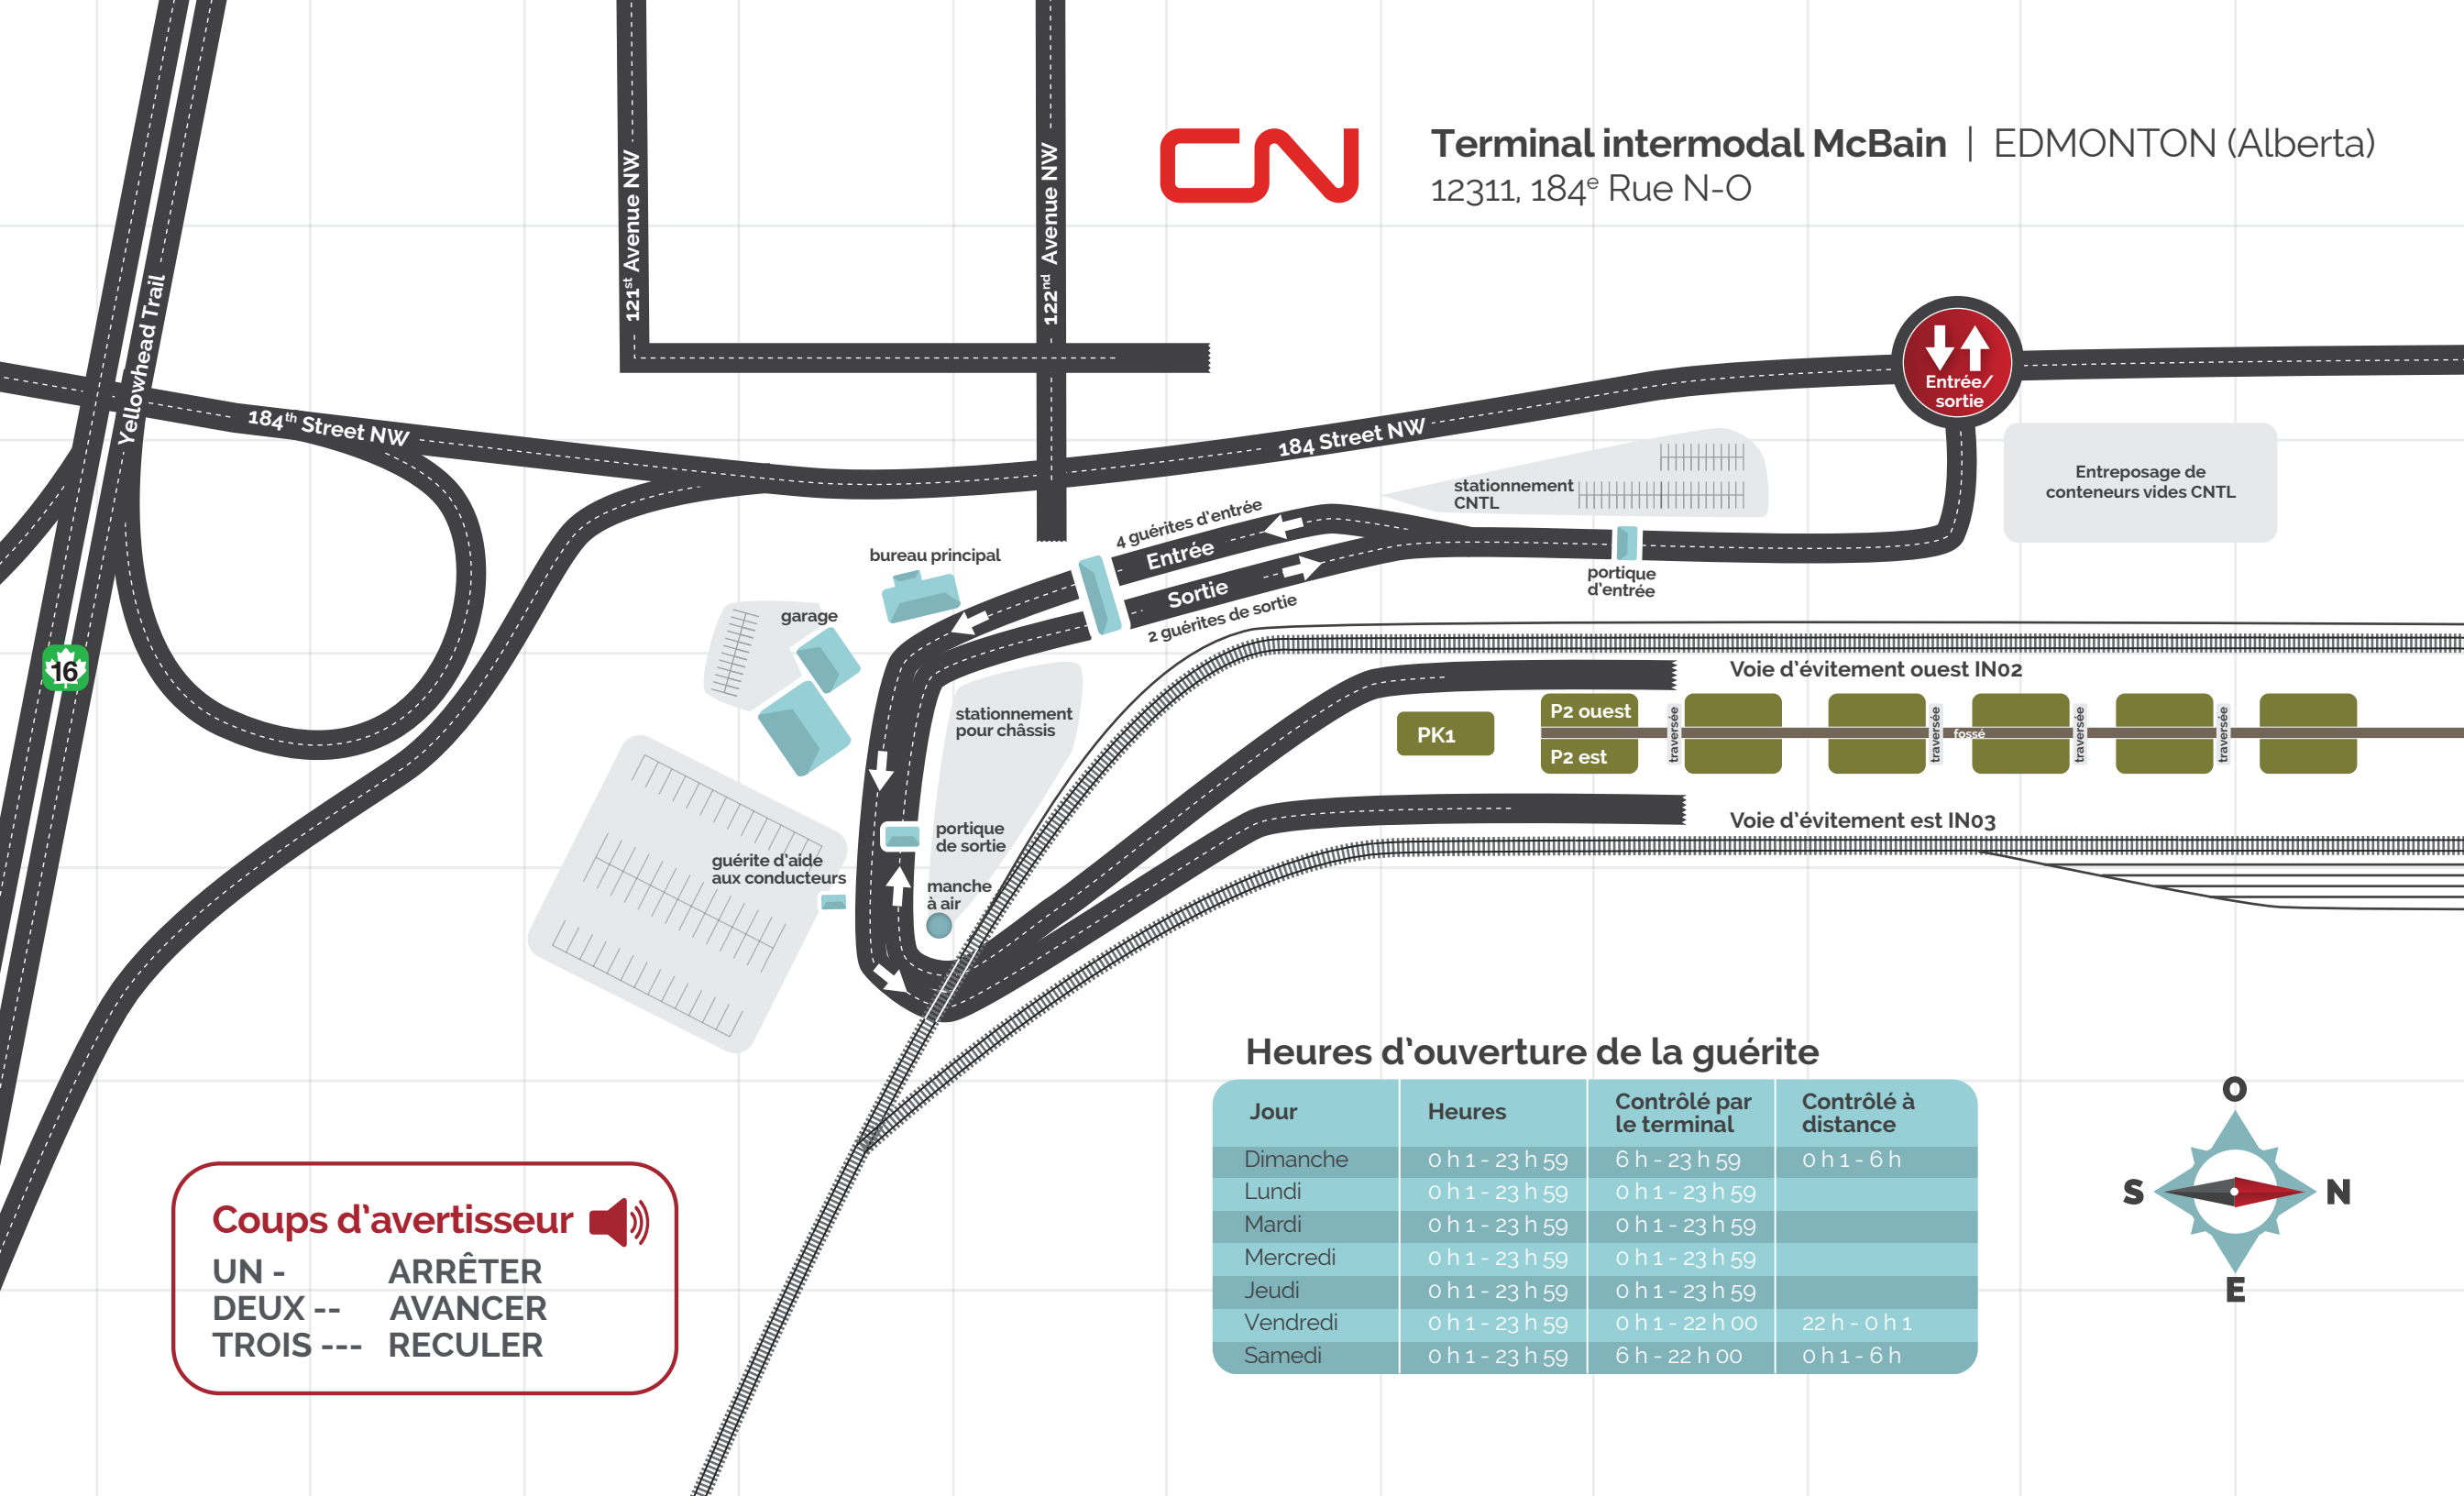 CN
Terminal intermodal McBain | EDMONTON (Alberta)
12311, 184e Rue N-O
Yellowhead Trail
121st Avenue NW
122nd Avenue NW
184th Street NW
184 Street NW
16
Entrée/
sortie
Entreposage de
conteneurs vides CNTL
stationnement
CNTL
4 guérites d'entrée
Entrée
Sortie
2 guérites de sortie
portique
d'entrée
bureau principal
garage
stationnement
pour châssis
portique
de sortie
guérite d'aide
aux conducteurs
manche
à air
Voie d'évitement ouest IN02
PK1
P2 ouest
P2 est
traversée
traversée
fossé
traversée
traversée
Voie d'évitement est IN03
Heures d'ouverture de la guérite
Jour Heures Contrôlé par le terminal Contrôlé à distance
Dimanche 0 h 1 - 23 h 59 6 h - 23 h 59 0 h 1 - 6 h
Lundi 0 h 1 - 23 h 59 0 h 1 - 23 h 59
Mardi 0 h 1 - 23 h 59 0 h 1 - 23 h 59
Mercredi 0 h 1 - 23 h 59 0 h 1 - 23 h 59
Jeudi 0 h 1 - 23 h 59 0 h 1 - 23 h 59
Vendredi 0 h 1 - 23 h 59 0 h 1 - 22 h 00 22 h - 0 h 1
Samedi 0 h 1 - 23 h 59 6 h - 22 h 00 0 h 1 - 6 h
O
S
N
E
Coups d'avertisseur
UN - ARRÊTER
DEUX -- AVANCER
TROIS --- RECULER